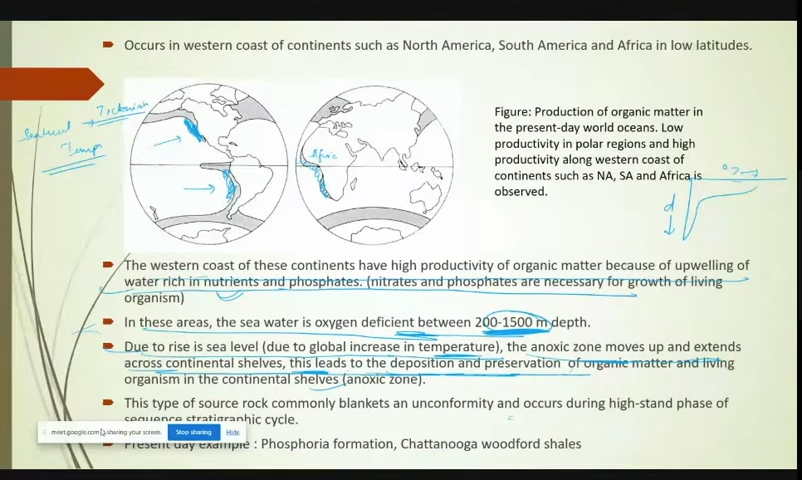 Occurs in western coast of continents such as North America, South America and Africa in low latitudes.
Tectonish
Temp
Africa
Figure: Production of organic matter in
the present-day world oceans. Low
productivity in polar regions and high
productivity along western coast of
continents such as NA, SA and Africa is
observed.
d
The western coast of these continents have high productivity of organic matter because of upwelling of
water rich in nutrients and phosphates. (nitrates and phosphates are necessary for growth of living
organism)
In these areas, the sea water is oxygen deficient between 200-1500 m depth.
Due to rise is sea level (due to global increase in temperature), the anoxic zone moves up and extends
across continental shelves, this leads to the deposition and preservation of organic matter and living
organism in the continental shelves (anoxic zone).
This type of source rock commonly blankets an unconformity and occurs during high-stand phase of
sequence stratigraphic cycle.
meet.google.com is sharing your screen. Stop sharing Hide
Present day example : Phosphoria formation, Chattanooga woodford shales